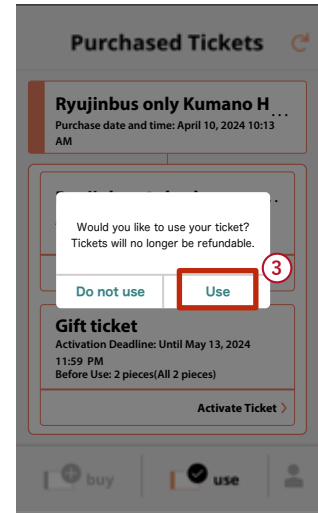 Purchased Tickets
Ryujinbus only Kumano H...
Purchase date and time: April 10, 2024 10:13
AM
Would you like to use your ticket?
Tickets will no longer be refundable.
3
Do not use
Use
Gift ticket
Activation Deadline: Until May 13, 2024
11:59 PM
Before Use: 2 pieces(All 2 pieces)
Activate Ticket >
buy
use